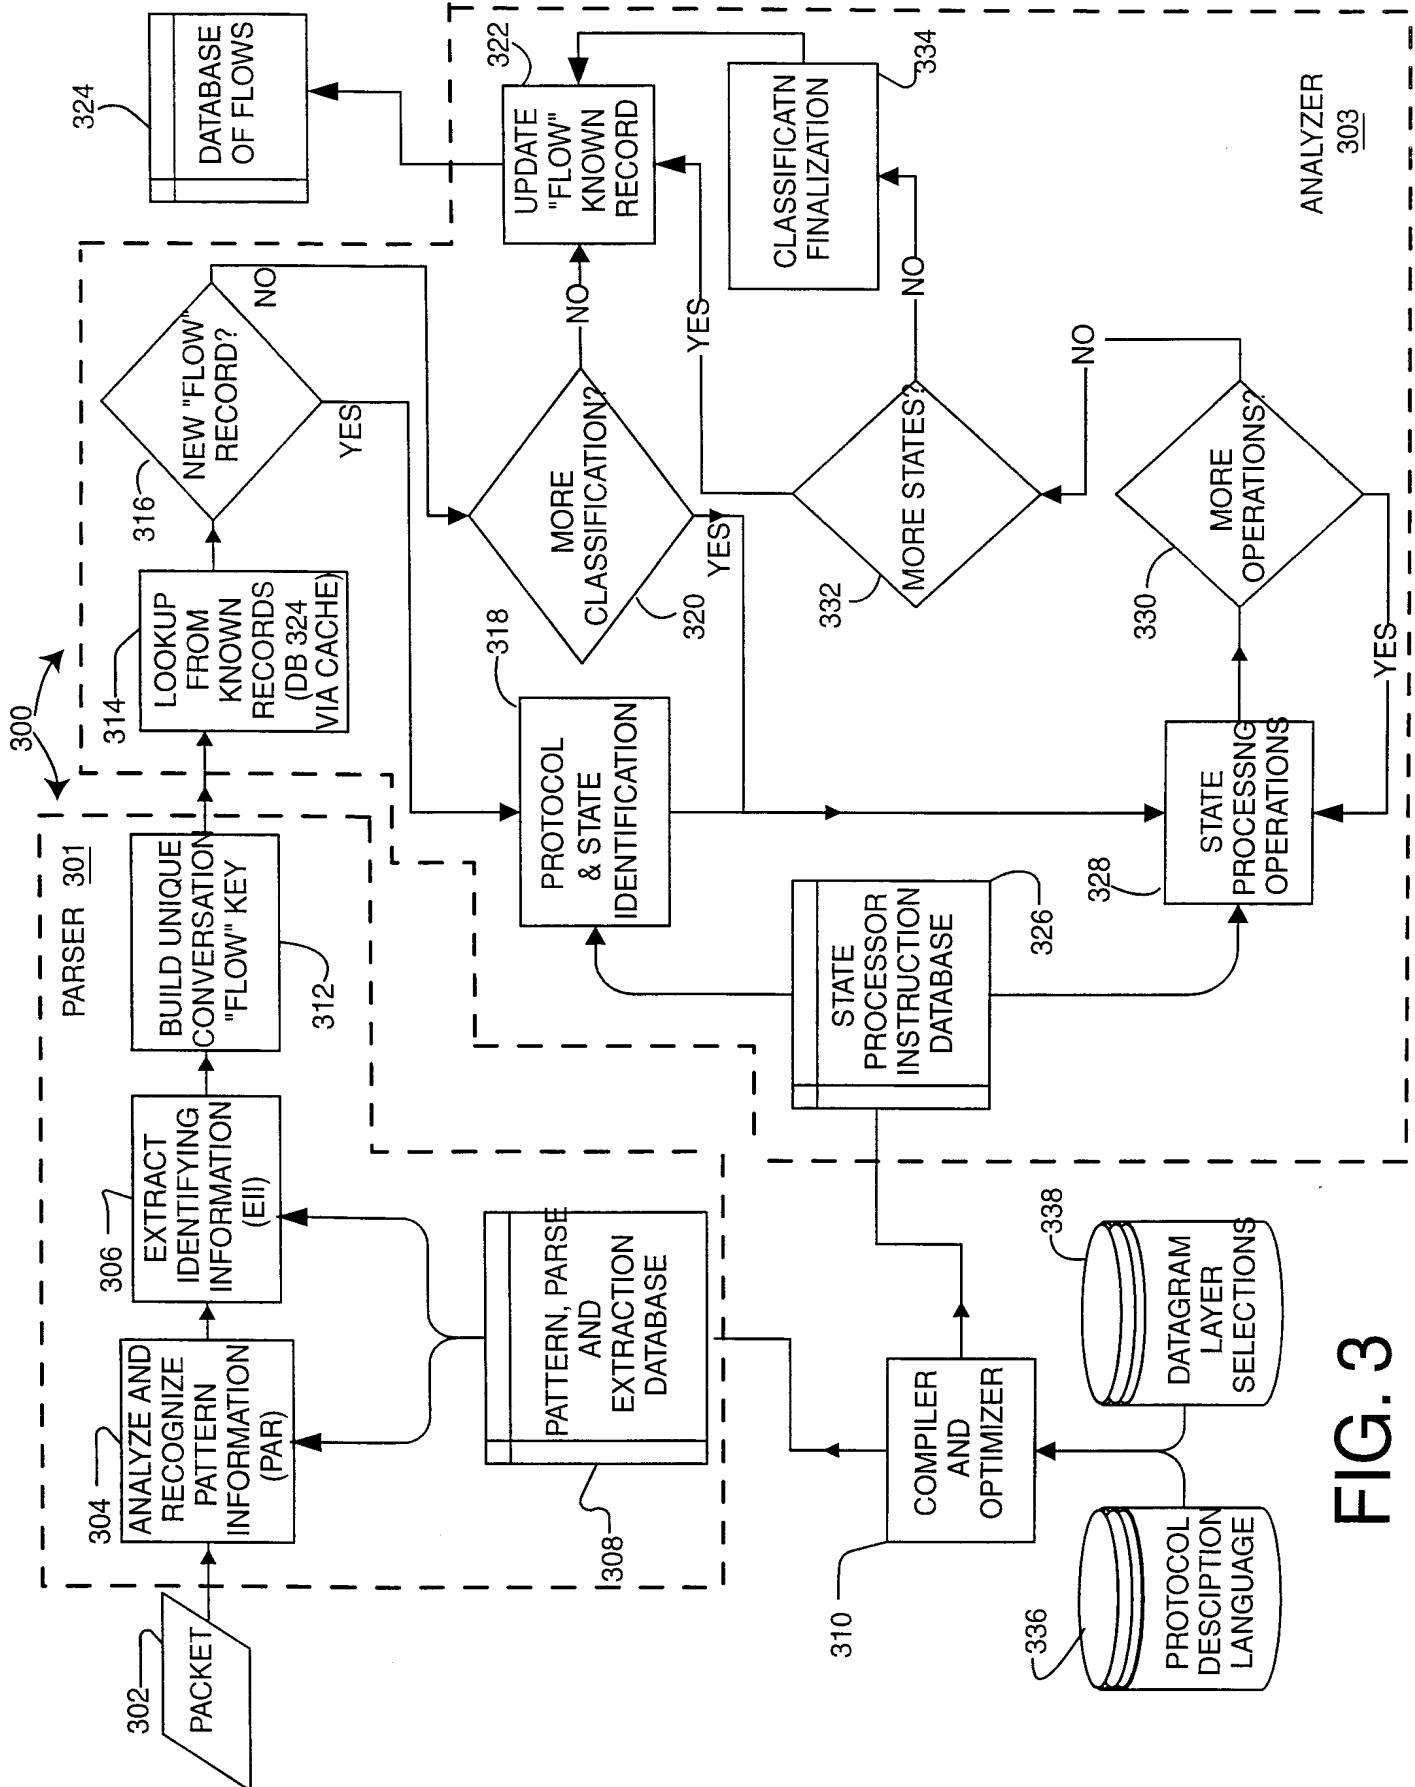 300
PARSER 301
302
PACKET
304
ANALYZE AND
RECOGNIZE
PATTERN
INFORMATION
(PAR)
306
EXTRACT
IDENTIFYING
INFORMATION
(EII)
BUILD UNIQUE
CONVERSATION
"FLOW" KEY
312
314
LOOKUP
FROM
KNOWN
RECORDS
(DB 324
VIA CACHE)
316
NEW "FLOW"
RECORD?
NO
YES
324
DATABASE
OF FLOWS
PATTERN, PARSE
AND
EXTRACTION
DATABASE
308
318
PROTOCOL
& STATE
IDENTIFICATION
MORE
CLASSIFICATION?
320
NO
YES
322
UPDATE
"FLOW"
KNOWN
RECORD
YES
CLASSIFICATN
FINALIZATION
334
NO
MORE STATES?
332
STATE
PROCESSOR
INSTRUCTION
DATABASE
326
310
COMPILER
AND
OPTIMIZER
328
STATE
PROCESSNG
OPERATIONS
330
MORE
OPERATIONS?
NO
YES
336
PROTOCOL
DESCIPTION
LANGUAGE
338
DATAGRAM
LAYER
SELECTIONS
ANALYZER
303
FIG. 3